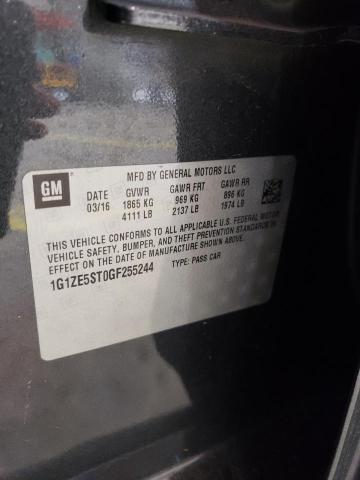 GM
MFD BY GENERAL MOTORS LLC
DATE GVWR GAWR FRT GAWR RR
03/16 1865 KG 969 KG 896 KG
4111 LB 2137 LB 1974 LB
THIS VEHICLE CONFORMS TO ALL APPLICABLE U.S. FEDERAL MOTOR
VEHICLE SAFETY, BUMPER, AND THEFT PREVENTION STANDARDS IN
EFFECT ON THE DATE OF MANUFACTURE SHOWN ABOVE.
1G1ZE5ST0GF255244 TYPE: PASS CAR